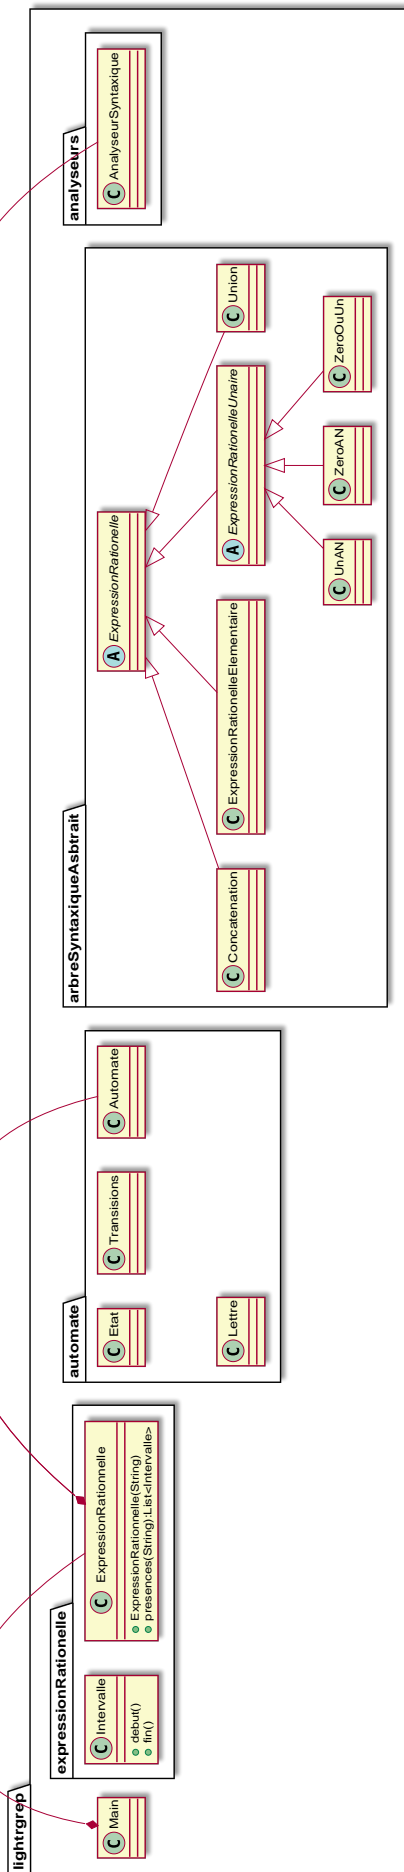 lightrgrep
Main
expressionRationelle
Intervalle
debut()
fin()
ExpressionRationnelle
ExpressionRationnelle(String)
presences(String):List<Intervalle>
automate
Etat
Transisions
Automate
Lettre
arbreSyntaxiqueAsbtrait
ExpressionRationelle
Concatenation
ExpressionRationelleElementaire
ExpressionRationelleUnaire
Union
UnAN
ZeroAN
ZeroOuUn
analyseurs
AnalyseurSyntaxique